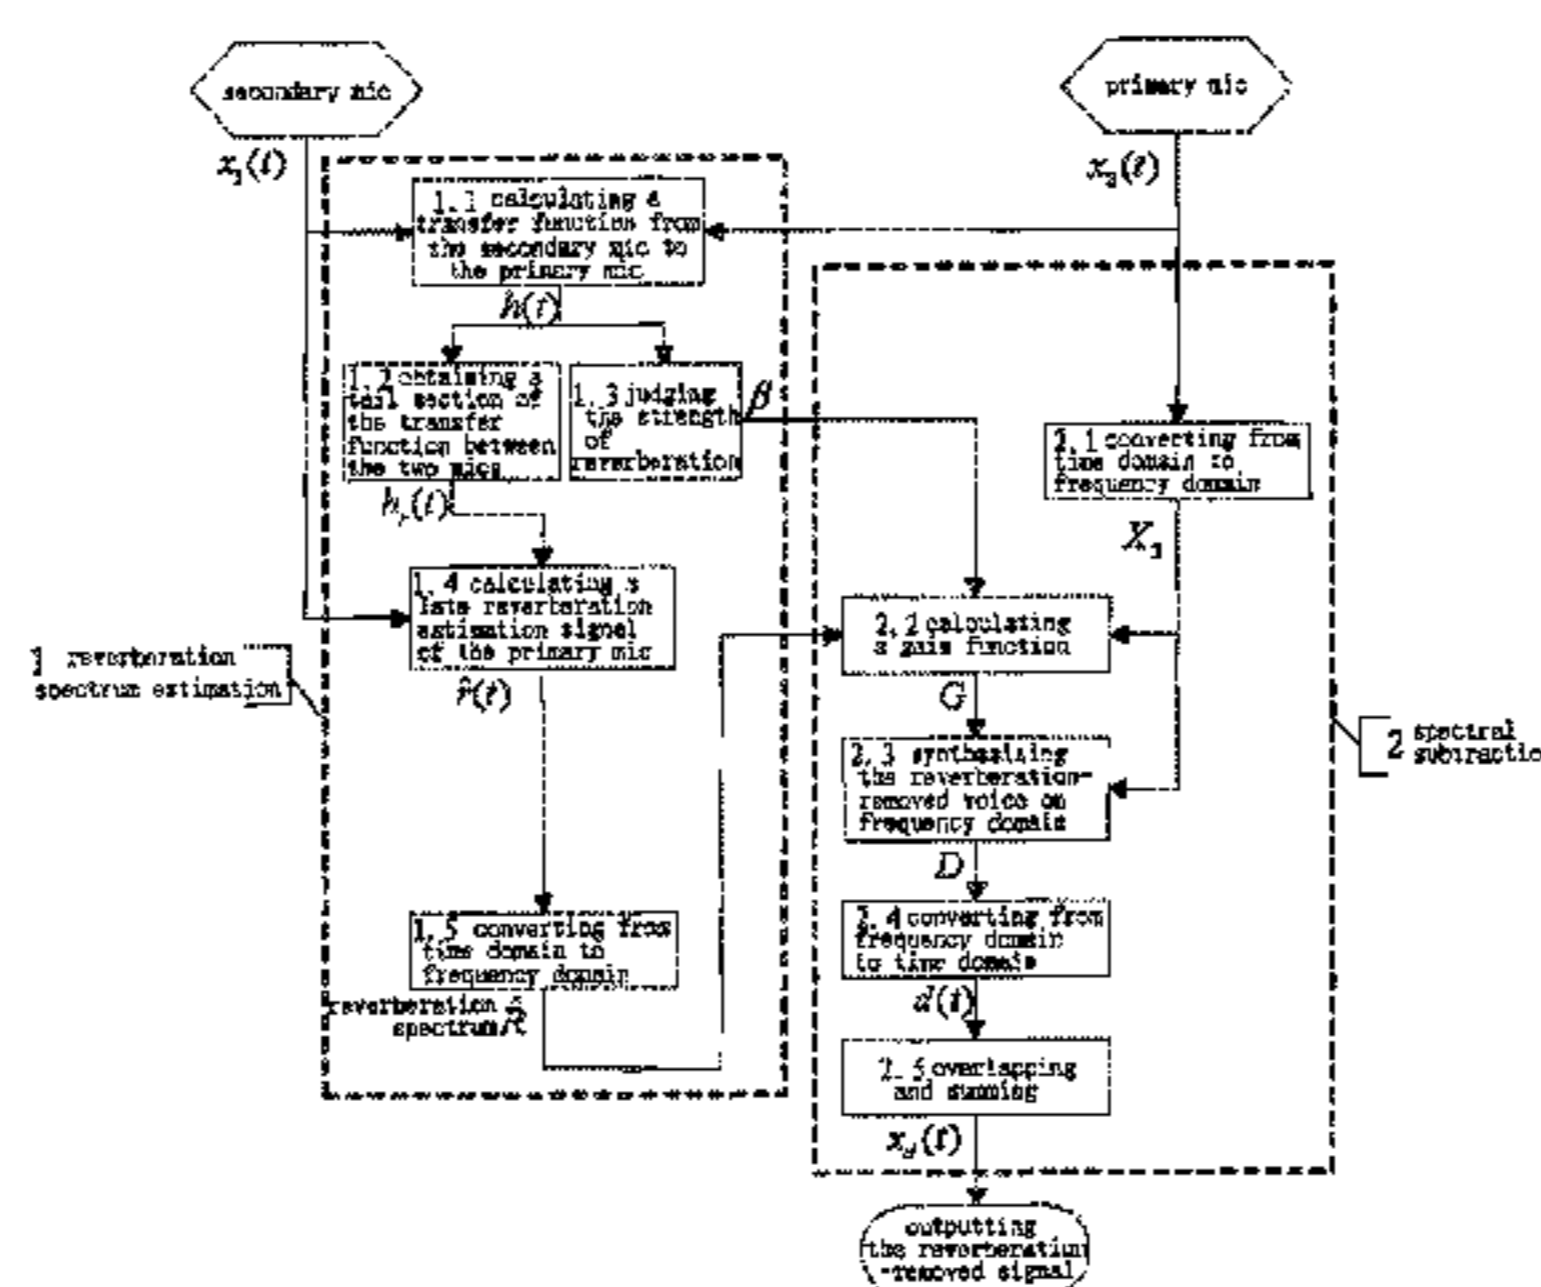 secondary mic
primary mic
x₁(t)
x₂(t)
1.1 calculating a
transfer function from
the secondary mic to
the primary mic
h(t)
1.2 obtaining a
tail section of
the transfer
function between
the two mics
1.3 judging
the strength
of
reverberation
β
2.1 converting from
time domain to
frequency domain
hᵣ(t)
X₂
1.4 calculating a
late reverberation
estimation signal
of the primary mic
2.2 calculating
a gain function
1 reverberation
spectrum estimation
r̂(t)
G
2.3 synthesizing
the reverberation-
removed voice on
frequency domain
2 spectral
subtractio
D
1.5 converting from
time domain to
frequency domain
2.4 converting from
frequency domain
to time domain
reverberation
spectrum R̂
d(t)
2.5 overlapping
and summing
x_d(t)
outputting
the reverberation
-removed signal